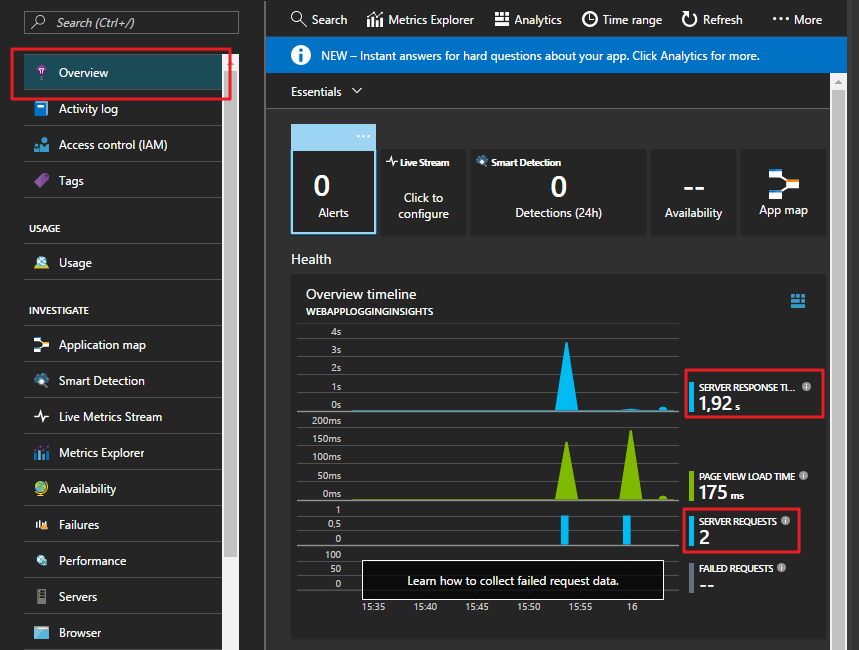 Search (Ctrl+/)
Overview
Activity log
Access control (IAM)
Tags
USAGE
Usage
INVESTIGATE
Application map
Smart Detection
Live Metrics Stream
Metrics Explorer
Availability
Failures
Performance
Servers
Browser
Search
Metrics Explorer
Analytics
Time range
Refresh
More
NEW – Instant answers for hard questions about your app. Click Analytics for more.
Essentials
0
Alerts
Live Stream
Click to
configure
Smart Detection
0
Detections (24h)
--
Availability
App map
Health
Overview timeline
WEBAPPLOGGINGINSIGHTS
4s
3s
2s
1s
0s
SERVER RESPONSE TI...
1,92 s
200ms
150ms
100ms
50ms
0ms
PAGE VIEW LOAD TIME
175 ms
1
0,5
0
SERVER REQUESTS
2
100
50
0
Learn how to collect failed request data.
FAILED REQUESTS
--
15:35 15:40 15:45 15:50 15:55 16